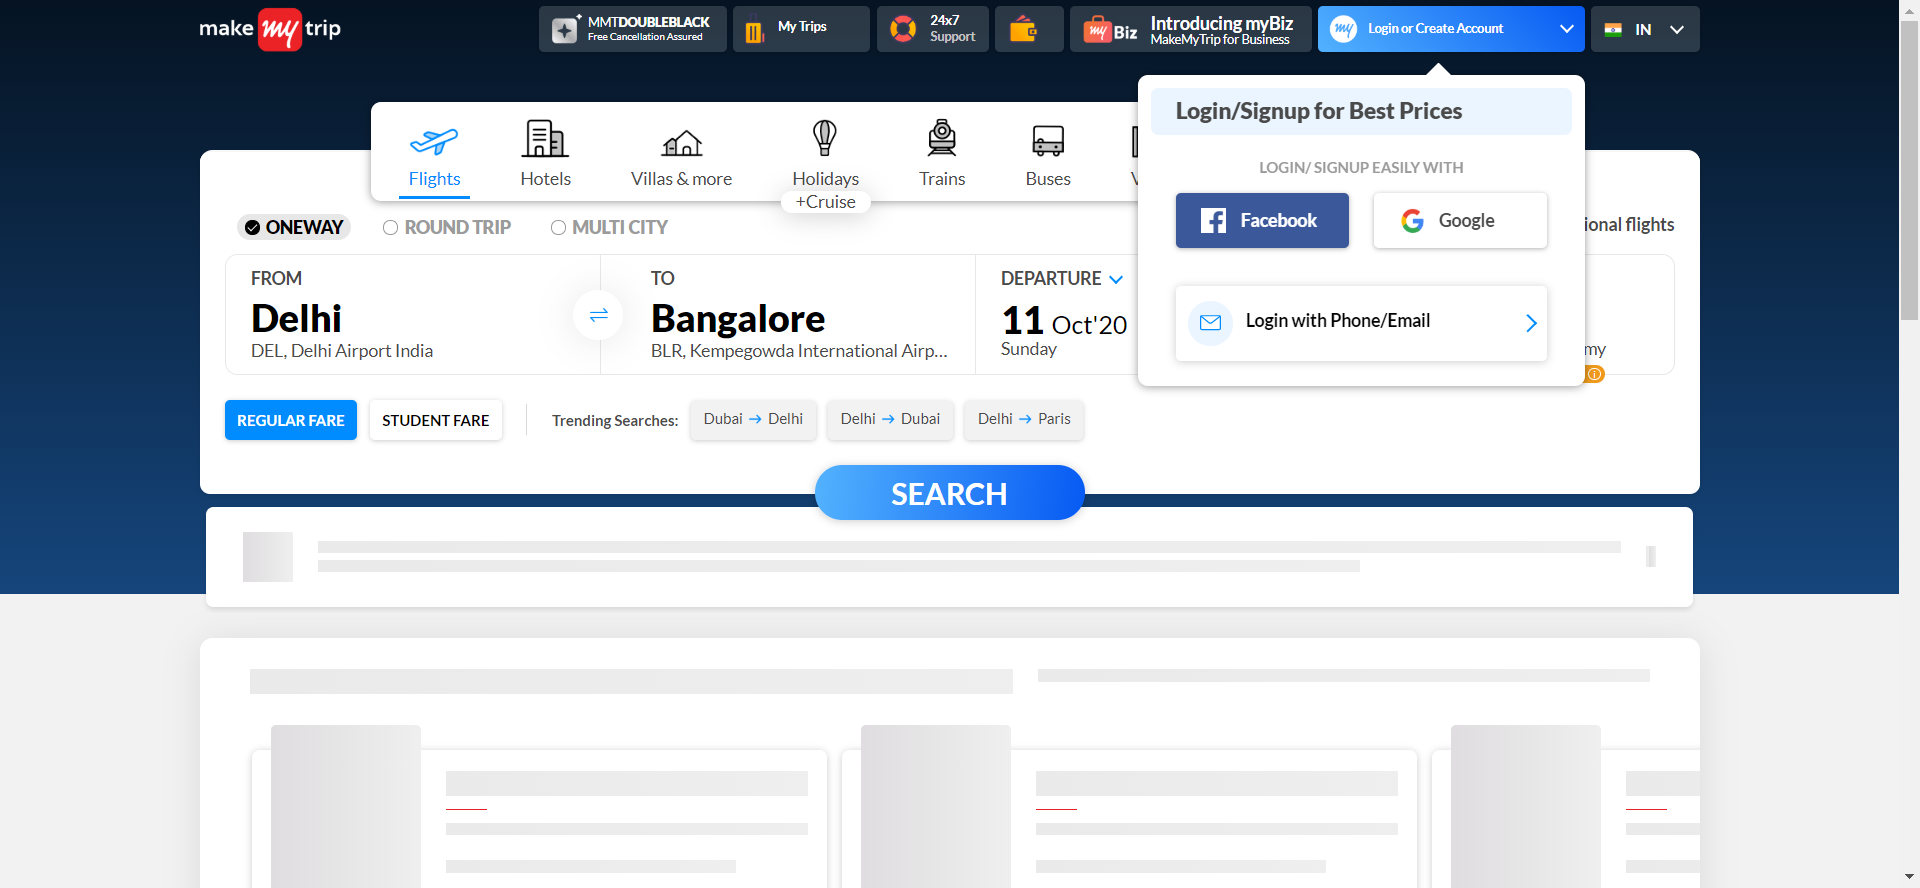 make my trip
MMTDOUBLEBLACK
Free Cancellation Assured
My Trips
24x7
Support
my Biz
Introducing myBiz
MakeMyTrip for Business
my
Login or Create Account
IN
Login/Signup for Best Prices
LOGIN/ SIGNUP EASILY WITH
Facebook
Google
Login with Phone/Email
Flights
Hotels
Villas & more
Holidays
+Cruise
Trains
Buses
ONEWAY
ROUND TRIP
MULTI CITY
ional flights
FROM
Delhi
DEL, Delhi Airport India
TO
Bangalore
BLR, Kempegowda International Airp...
DEPARTURE
11 Oct'20
Sunday
my
REGULAR FARE
STUDENT FARE
Trending Searches:
Dubai → Delhi
Delhi → Dubai
Delhi → Paris
SEARCH